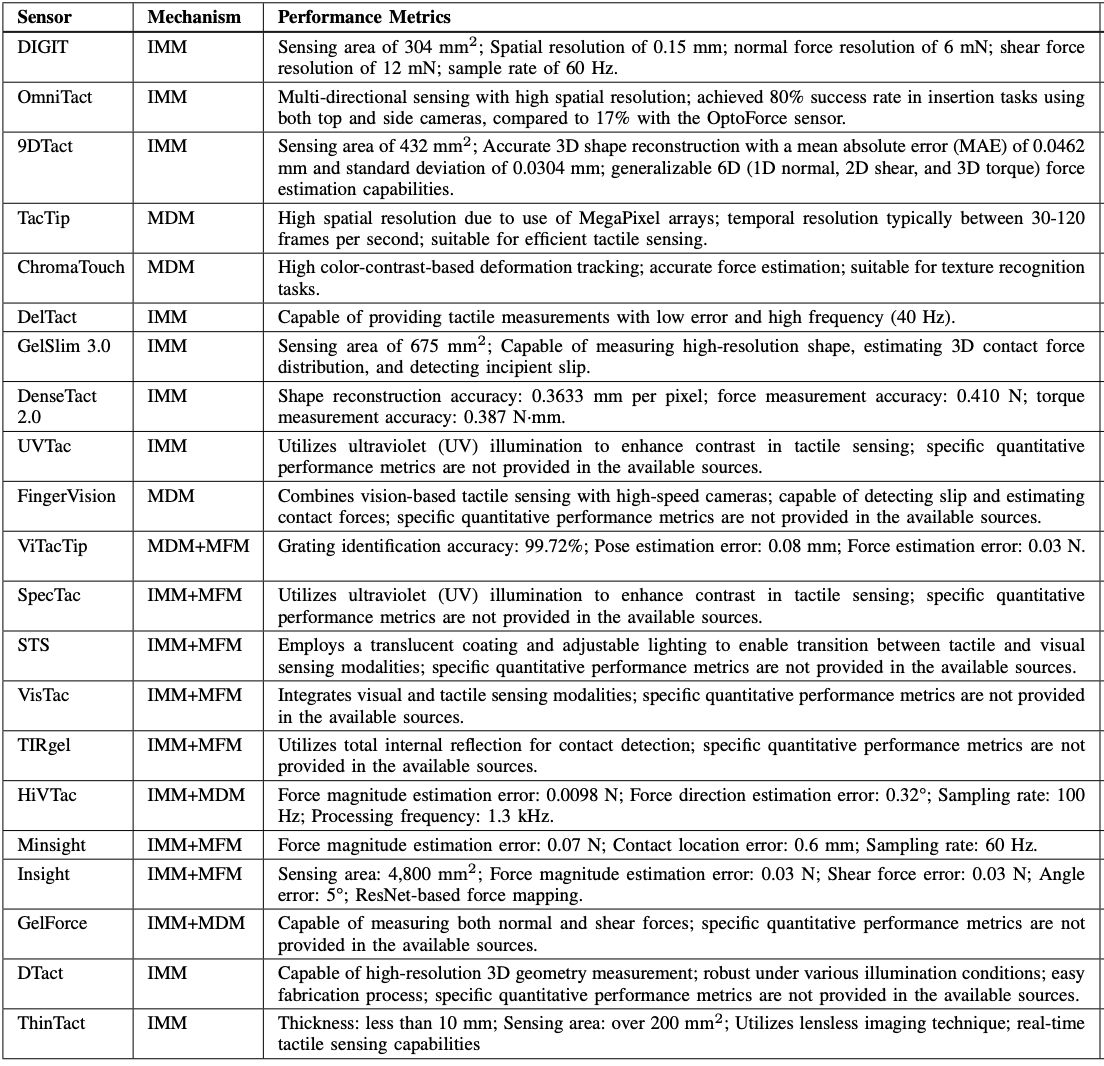 Sensor Mechanism Performance Metrics
DIGIT IMM Sensing area of 304 mm²; Spatial resolution of 0.15 mm; normal force resolution of 6 mN; shear force
resolution of 12 mN; sample rate of 60 Hz.
OmniTact IMM Multi-directional sensing with high spatial resolution; achieved 80% success rate in insertion tasks using
both top and side cameras, compared to 17% with the OptoForce sensor.
9DTact IMM Sensing area of 432 mm²; Accurate 3D shape reconstruction with a mean absolute error (MAE) of 0.0462
mm and standard deviation of 0.0304 mm; generalizable 6D (1D normal, 2D shear, and 3D torque) force
estimation capabilities.
TacTip MDM High spatial resolution due to use of MegaPixel arrays; temporal resolution typically between 30-120
frames per second; suitable for efficient tactile sensing.
ChromaTouch MDM High color-contrast-based deformation tracking; accurate force estimation; suitable for texture recognition
tasks.
DelTact IMM Capable of providing tactile measurements with low error and high frequency (40 Hz).
GelSlim 3.0 IMM Sensing area of 675 mm²; Capable of measuring high-resolution shape, estimating 3D contact force
distribution, and detecting incipient slip.
DenseTact IMM Shape reconstruction accuracy: 0.3633 mm per pixel; force measurement accuracy: 0.410 N; torque
2.0 measurement accuracy: 0.387 N·mm.
UVTac IMM Utilizes ultraviolet (UV) illumination to enhance contrast in tactile sensing; specific quantitative
performance metrics are not provided in the available sources.
FingerVision MDM Combines vision-based tactile sensing with high-speed cameras; capable of detecting slip and estimating
contact forces; specific quantitative performance metrics are not provided in the available sources.
ViTacTip MDM+MFM Grating identification accuracy: 99.72%; Pose estimation error: 0.08 mm; Force estimation error: 0.03 N.
SpecTac IMM+MFM Utilizes ultraviolet (UV) illumination to enhance contrast in tactile sensing; specific quantitative
performance metrics are not provided in the available sources.
STS IMM+MFM Employs a translucent coating and adjustable lighting to enable transition between tactile and visual
sensing modalities; specific quantitative performance metrics are not provided in the available sources.
VisTac IMM+MFM Integrates visual and tactile sensing modalities; specific quantitative performance metrics are not provided
in the available sources.
TIRgel IMM+MFM Utilizes total internal reflection for contact detection; specific quantitative performance metrics are not
provided in the available sources.
HiVTac IMM+MDM Force magnitude estimation error: 0.0098 N; Force direction estimation error: 0.32°; Sampling rate: 100
Hz; Processing frequency: 1.3 kHz.
Minsight IMM+MFM Force magnitude estimation error: 0.07 N; Contact location error: 0.6 mm; Sampling rate: 60 Hz.
Insight IMM+MFM Sensing area: 4,800 mm²; Force magnitude estimation error: 0.03 N; Shear force error: 0.03 N; Angle
error: 5°; ResNet-based force mapping.
GelForce IMM+MDM Capable of measuring both normal and shear forces; specific quantitative performance metrics are not
provided in the available sources.
DTact IMM Capable of high-resolution 3D geometry measurement; robust under various illumination conditions; easy
fabrication process; specific quantitative performance metrics are not provided in the available sources.
ThinTact IMM Thickness: less than 10 mm; Sensing area: over 200 mm²; Utilizes lensless imaging technique; real-time
tactile sensing capabilities